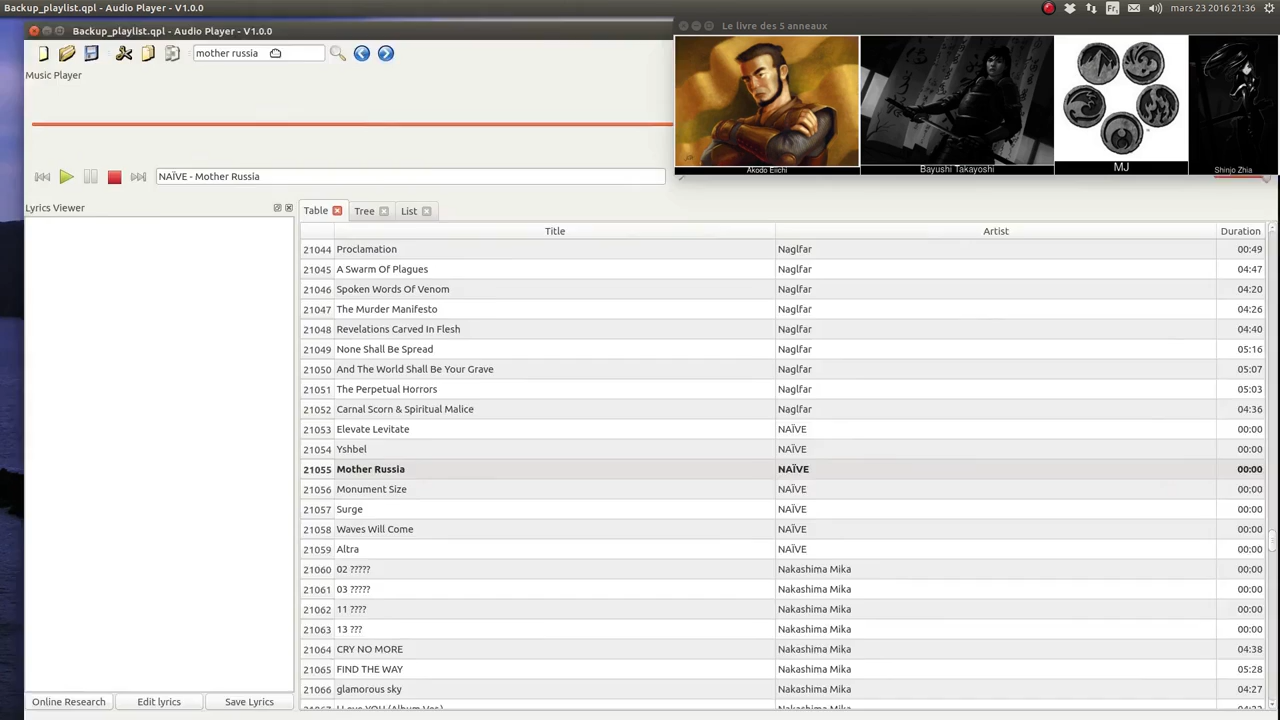 Backup_playlist.qpl - Audio Player - V1.0.0
Fr
mars 23 2016 21:36
Backup_playlist.qpl - Audio Player - V1.0.0
Le livre des 5 anneaux
mother russia
Music Player
Akodo Eiichi
Bayushi Takayoshi
MJ
Shinjo Zhia
NAÏVE - Mother Russia
Lyrics Viewer
Table
Tree
List
Title Artist Duration
21044 Proclamation Naglfar 00:49
21045 A Swarm Of Plagues Naglfar 04:47
21046 Spoken Words Of Venom Naglfar 04:20
21047 The Murder Manifesto Naglfar 04:26
21048 Revelations Carved In Flesh Naglfar 04:40
21049 None Shall Be Spread Naglfar 05:16
21050 And The World Shall Be Your Grave Naglfar 05:07
21051 The Perpetual Horrors Naglfar 05:03
21052 Carnal Scorn & Spiritual Malice Naglfar 04:36
21053 Elevate Levitate NAÏVE 00:00
21054 Yshbel NAÏVE 00:00
21055 Mother Russia NAÏVE 00:00
21056 Monument Size NAÏVE 00:00
21057 Surge NAÏVE 00:00
21058 Waves Will Come NAÏVE 00:00
21059 Altra NAÏVE 00:00
21060 02 ????? Nakashima Mika 00:00
21061 03 ????? Nakashima Mika 00:00
21062 11 ???? Nakashima Mika 00:00
21063 13 ??? Nakashima Mika 00:00
21064 CRY NO MORE Nakashima Mika 04:38
21065 FIND THE WAY Nakashima Mika 05:28
21066 glamorous sky Nakashima Mika 04:27
Online Research
Edit lyrics
Save Lyrics